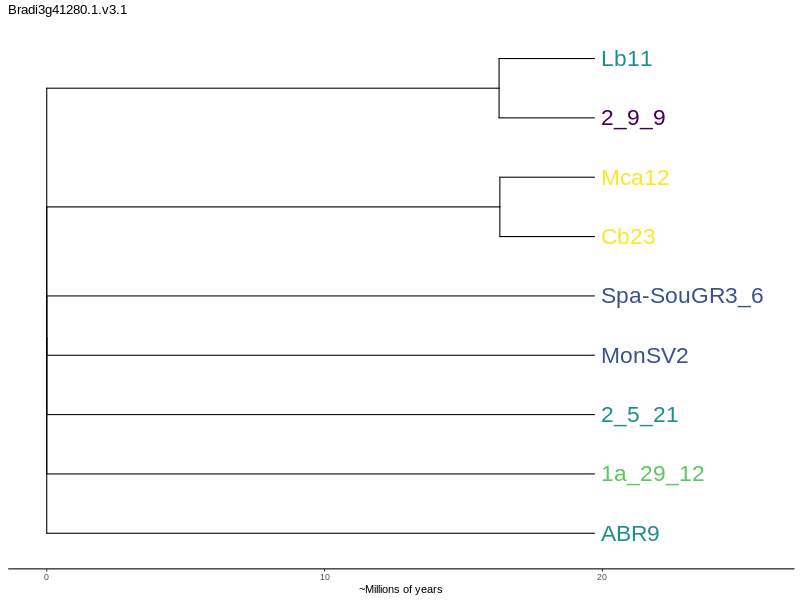 Bradi3g41280.1.v3.1
Lb11
2_9_9
Mca12
Cb23
Spa-SouGR3_6
MonSV2
2_5_21
1a_29_12
ABR9
0 10 20
~Millions of years